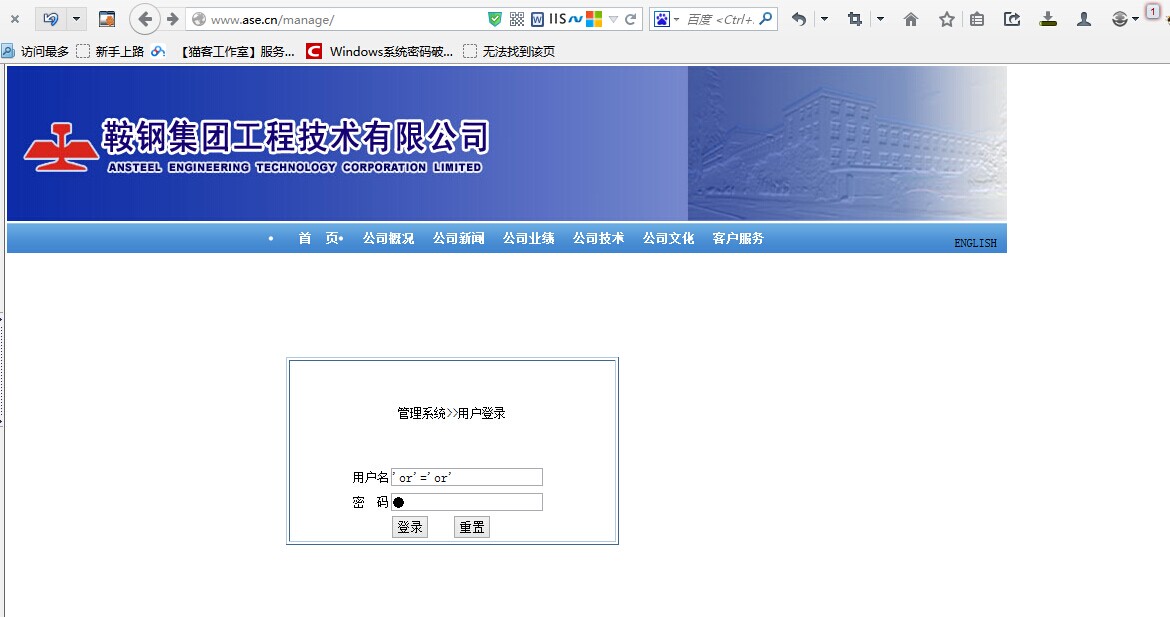 www.ase.cn/manage/
W IIS
百度 <Ctrl+.
1
访问最多 新手上路 【猫客工作室】服务... C Windows系统密码破... 无法找到该页
鞍钢集团工程技术有限公司
ANSTEEL ENGINEERING TECHNOLOGY CORPORATION LIMITED
• 首 页• 公司概况 公司新闻 公司业绩 公司技术 公司文化 客户服务
ENGLISH
管理系统>>用户登录
用户名 'or'='or'
密 码 ●
登录 重置